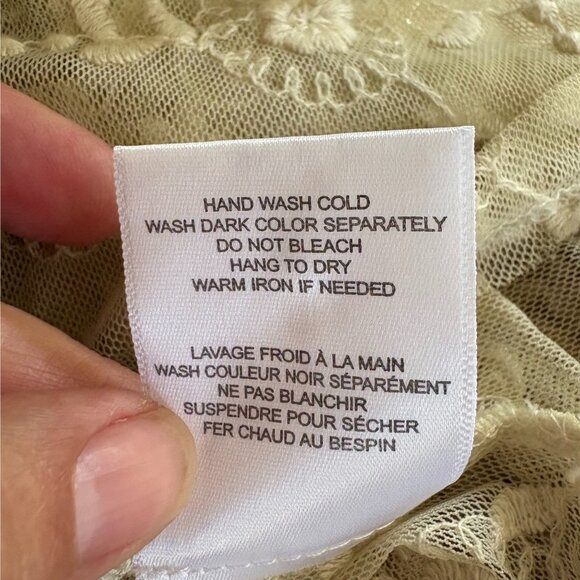 HAND WASH COLD
WASH DARK COLOR SEPARATELY
DO NOT BLEACH
HANG TO DRY
WARM IRON IF NEEDED
LAVAGE FROID À LA MAIN
WASH COULEUR NOIR SÉPARÉMENT
NE PAS BLANCHIR
SUSPENDRE POUR SÉCHER
FER CHAUD AU BESPIN